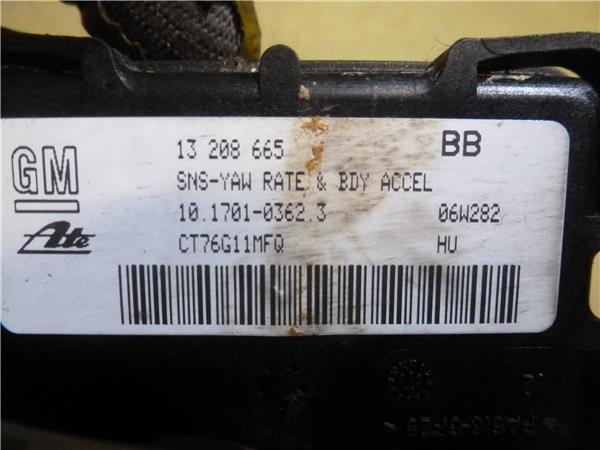 GM
13 208 665
BB
SNS-YAW RATE & BDY ACCEL
10.1701-0362.3
06W282
Ate
CT76G11MFQ
HU